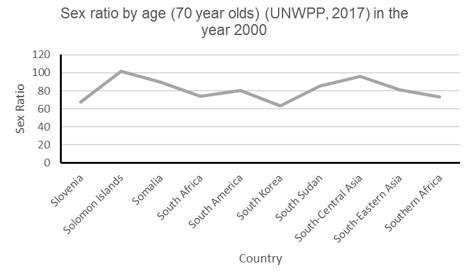 Sex ratio by age (70 year olds) (UNWPP, 2017) in the
year 2000
120
100
80
60
40
20
0
Sex Ratio
Slovenia
Solomon Islands
Somalia
South Africa
South America
South Korea
South Sudan
South-Central Asia
South-Eastern Asia
Southern Africa
Country